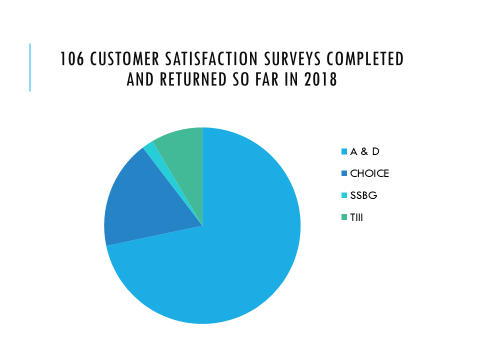 106 CUSTOMER SATISFACTION SURVEYS COMPLETED
AND RETURNED SO FAR IN 2018
A & D
CHOICE
SSBG
TIII